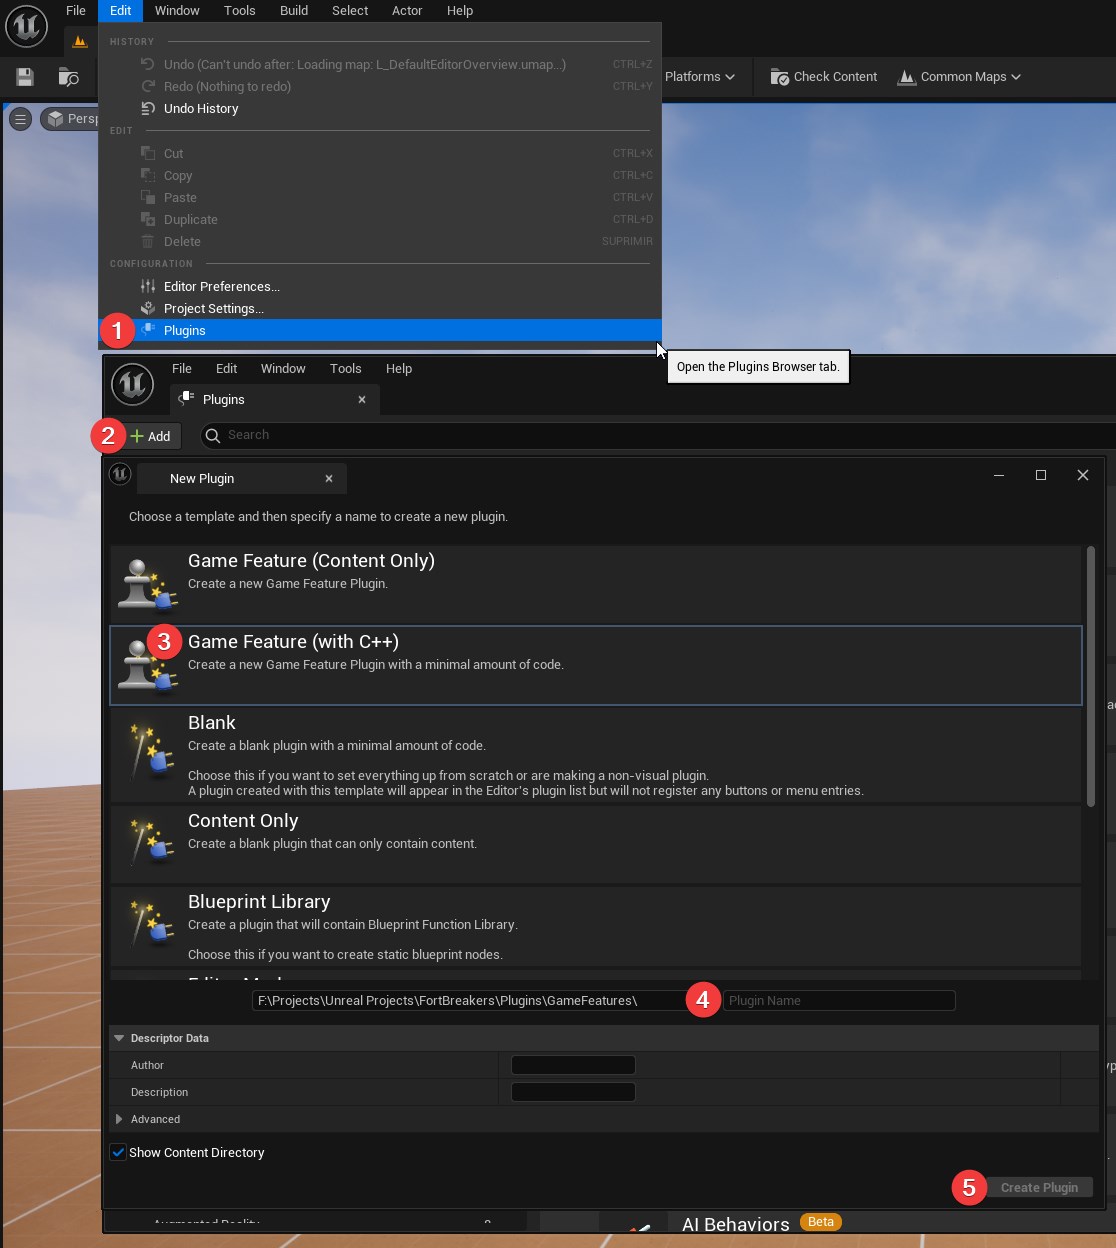 File Edit Window Tools Build Select Actor Help
Platforms Check Content Common Maps
HISTORY
Undo (Can't undo after: Loading map: L_DefaultEditorOverview.umap...) CTRL+Z
Redo (Nothing to redo) CTRL+Y
Undo History
Persp
EDIT
Cut CTRL+X
Copy CTRL+C
Paste CTRL+V
Duplicate CTRL+D
Delete SUPRIMIR
CONFIGURATION
Editor Preferences...
Project Settings...
1 Plugins
Open the Plugins Browser tab.
File Edit Window Tools Help
Plugins
2 Add Search
New Plugin
Choose a template and then specify a name to create a new plugin.
Game Feature (Content Only)
Create a new Game Feature Plugin.
3 Game Feature (with C++)
Create a new Game Feature Plugin with a minimal amount of code.
Blank
Create a blank plugin with a minimal amount of code.
Choose this if you want to set everything up from scratch or are making a non-visual plugin.
A plugin created with this template will appear in the Editor's plugin list but will not register any buttons or menu entries.
Content Only
Create a blank plugin that can only contain content.
Blueprint Library
Create a plugin that will contain Blueprint Function Library.
Choose this if you want to create static blueprint nodes.
F:\Projects\Unreal Projects\FortBreakers\Plugins\GameFeatures\ 4 Plugin Name
Descriptor Data
Author
Description
Advanced
Show Content Directory
5 Create Plugin
Augmented Reality
AI Behaviors Beta